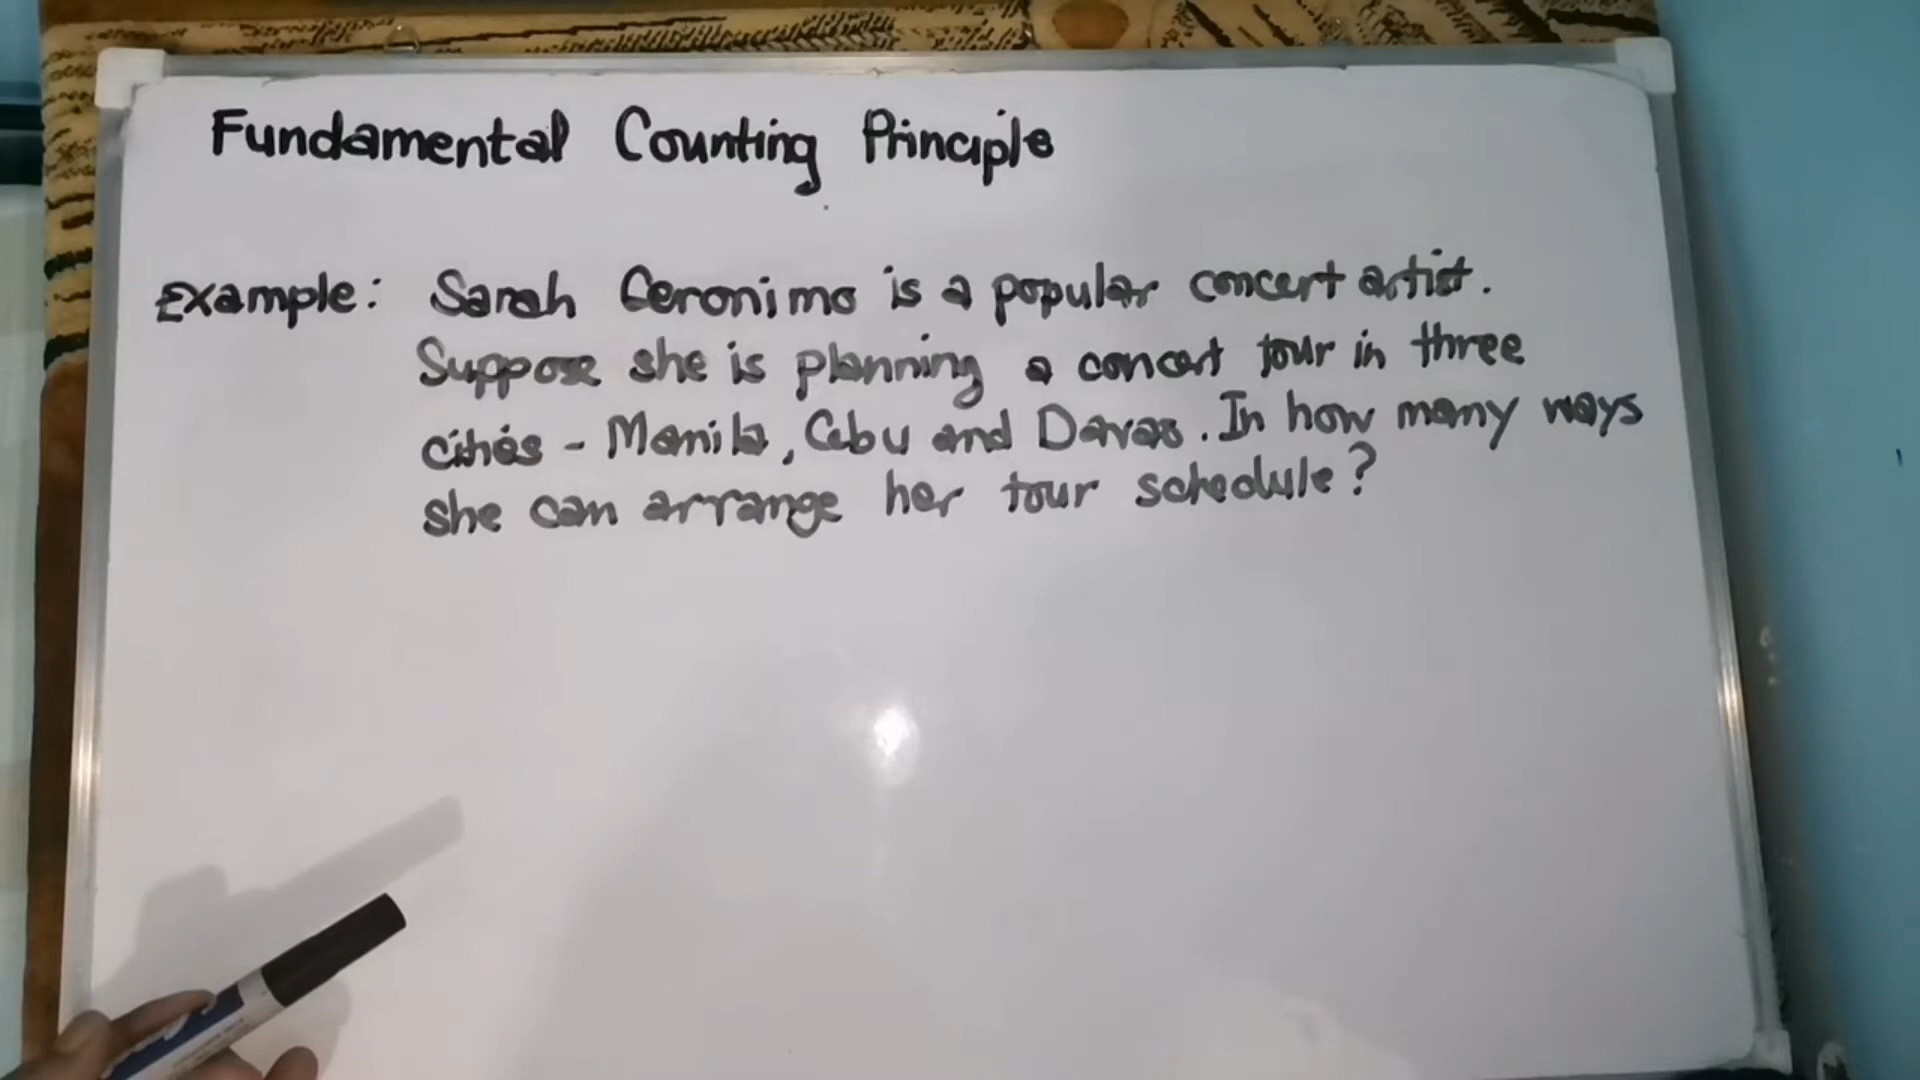 Fundamental Counting Principle
Example: Sarah Geronimo is a popular concert artist.
Suppose she is planning a concert tour in three
cities - Manila, Cebu and Davao. In how many ways
she can arrange her tour schedule?